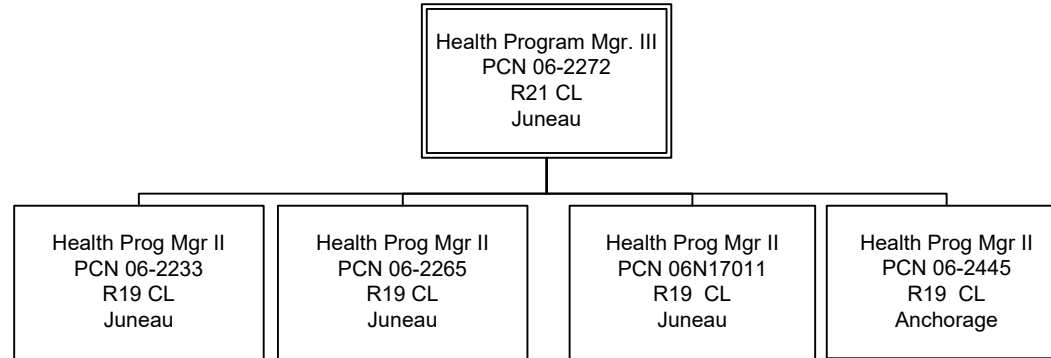 Health Program Mgr. III
PCN 06-2272
R21 CL
Juneau
Health Prog Mgr II
PCN 06-2233
R19 CL
Juneau
Health Prog Mgr II
PCN 06-2265
R19 CL
Juneau
Health Prog Mgr II
PCN 06N17011
R19  CL
Juneau
Health Prog Mgr II
PCN 06-2445
R19  CL
Anchorage